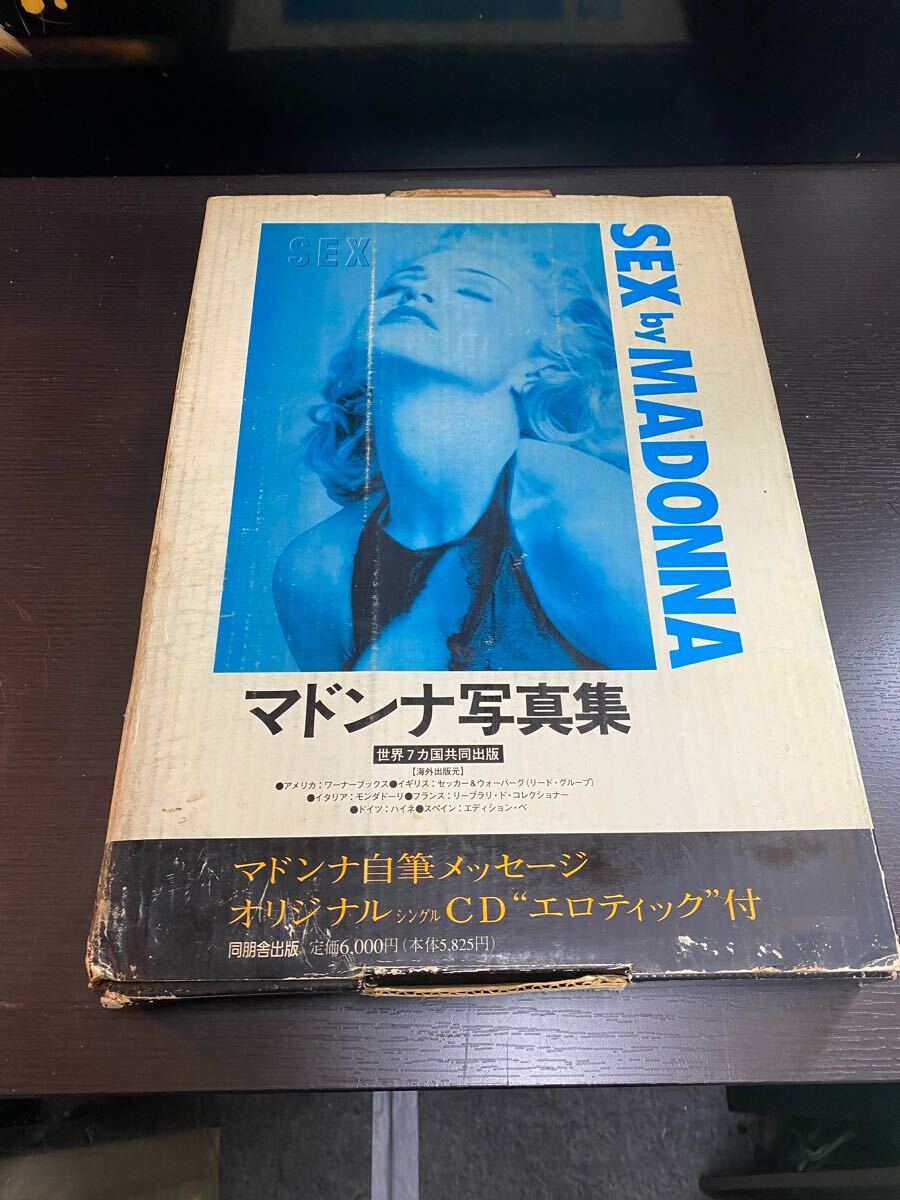 SEX
SEX by MADONNA
マドンナ写真集
世界7カ国共同出版
【海外出版元】
●アメリカ：ワーナーブックス●イギリス：セッカー＆ウォーバーグ（リード・グループ）
●イタリア：モンダドーリ●フランス：リーブラリ・ド・コレクショナー
●ドイツ：ハイネ●スペイン：エディション・ベ
マドンナ自筆メッセージ
オリジナルシングルCD“エロティック”付
同朋舎出版 定価6,000円（本体5,825円）